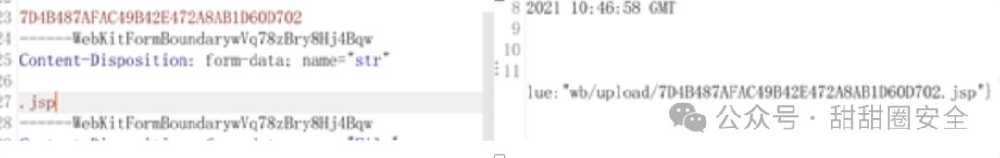 23 7D4B487AFAC49B42E472A8AB1D60D702
24 ------WebKitFormBoundarywVq78zBry8Hj4Bqw
25 Content-Disposition: form-data; name="str"
26
27 .jsp
28 ------WebKitFormBoundarywVq78zBry8Hj4Bqw
8 2021 10:46:58 GMT
9
10
11
lue:"wb/upload/7D4B487AFAC49B42E472A8AB1D60D702.jsp"}
公众号 · 甜甜圈安全